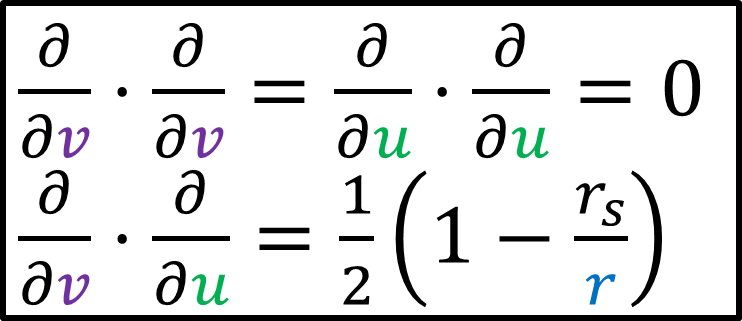 ∂/∂v · ∂/∂v = ∂/∂u · ∂/∂u = 0
∂/∂v · ∂/∂u = 1/2 (1 − r_s/r)